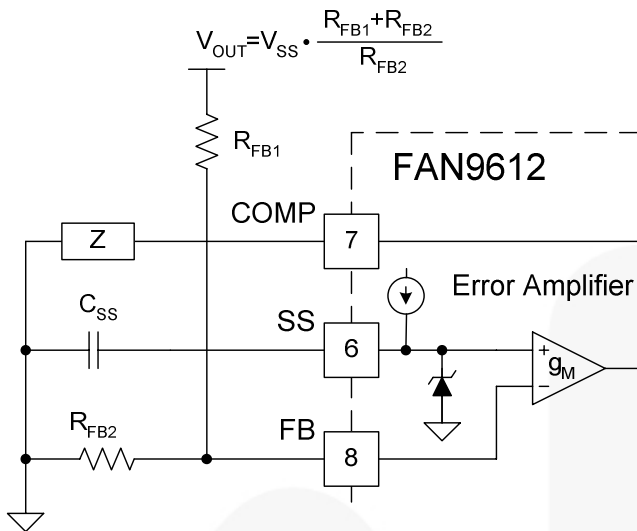 V_OUT=V_SS • (R_FB1+R_FB2)/R_FB2
R_FB1
FAN9612
COMP
Z
7
Error Amplifier
C_SS
SS
6
+
g_M
−
R_FB2
FB
8